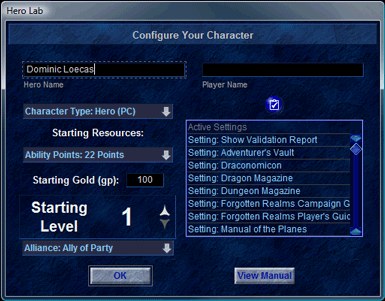 Hero Lab
Configure Your Character
Dominic Loecas
Hero Name
Player Name
Character Type: Hero (PC)
Starting Resources:
Ability Points: 22 Points
Starting Gold (gp): 100
Starting Level 1
Alliance: Ally of Party
Active Settings
Setting: Show Validation Report
Setting: Adventurer's Vault
Setting: Draconomicon
Setting: Dragon Magazine
Setting: Dungeon Magazine
Setting: Forgotten Realms Campaign G
Setting: Forgotten Realms Player's Guid
Setting: Manual of the Planes
OK
View Manual